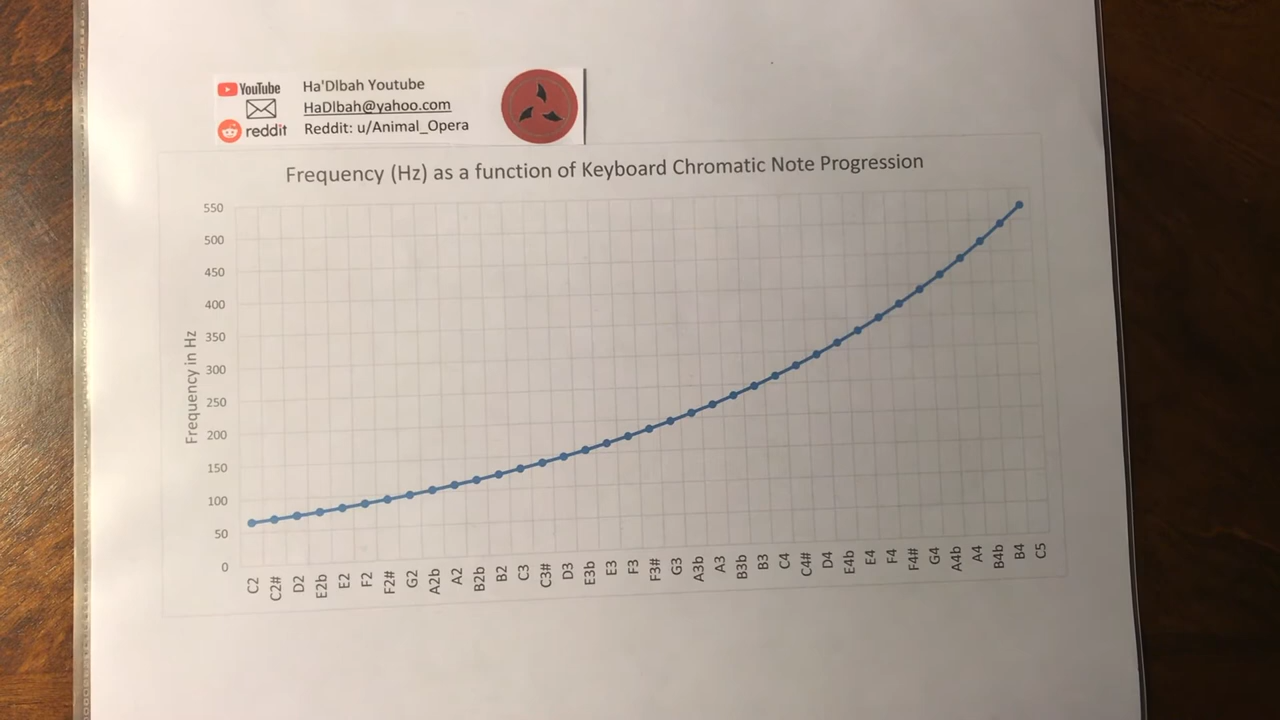 YouTube Ha'Dlbah Youtube
HaDlbah@yahoo.com
reddit Reddit: u/Animal_Opera
Frequency (Hz) as a function of Keyboard Chromatic Note Progression
Frequency in Hz
550
500
450
400
350
300
250
200
150
100
50
0
C2 C2# D2 E2b E2 F2 F2# G2 A2b A2 B2b B2 C3 C3# D3 E3b E3 F3 F3# G3 A3b A3 B3b B3 C4 C4# D4 E4b E4 F4 F4# G4 A4b A4 B4b B4 C5